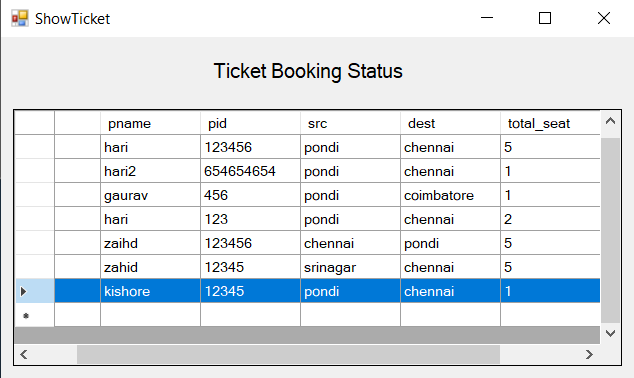 ShowTicket
Ticket Booking Status
pname pid src dest total_seat
hari 123456 pondi chennai 5
hari2 654654654 pondi chennai 1
gaurav 456 pondi coimbatore 1
hari 123 pondi chennai 2
zaihd 123456 chennai pondi 5
zahid 12345 srinagar chennai 5
kishore 12345 pondi chennai 1